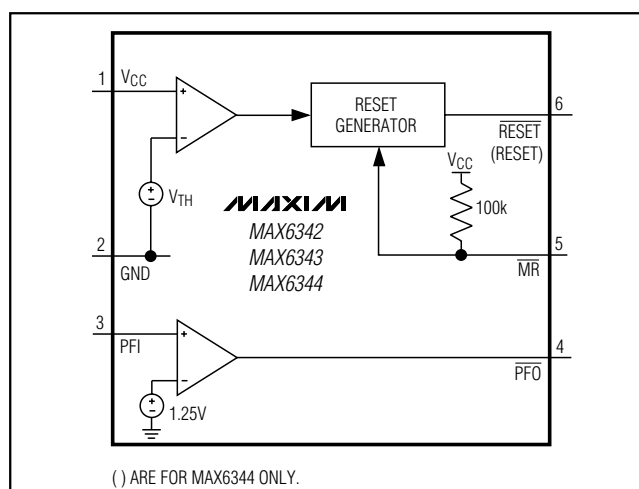 1 VCC
RESET
GENERATOR
6
RESET
(RESET)
VCC
+
−
+
−
VTH
100k
MAXIM
MAX6342
MAX6343
MAX6344
2
GND
5
MR
3
PFI
+
−
4
PFO
+
−
1.25V
( ) ARE FOR MAX6344 ONLY.